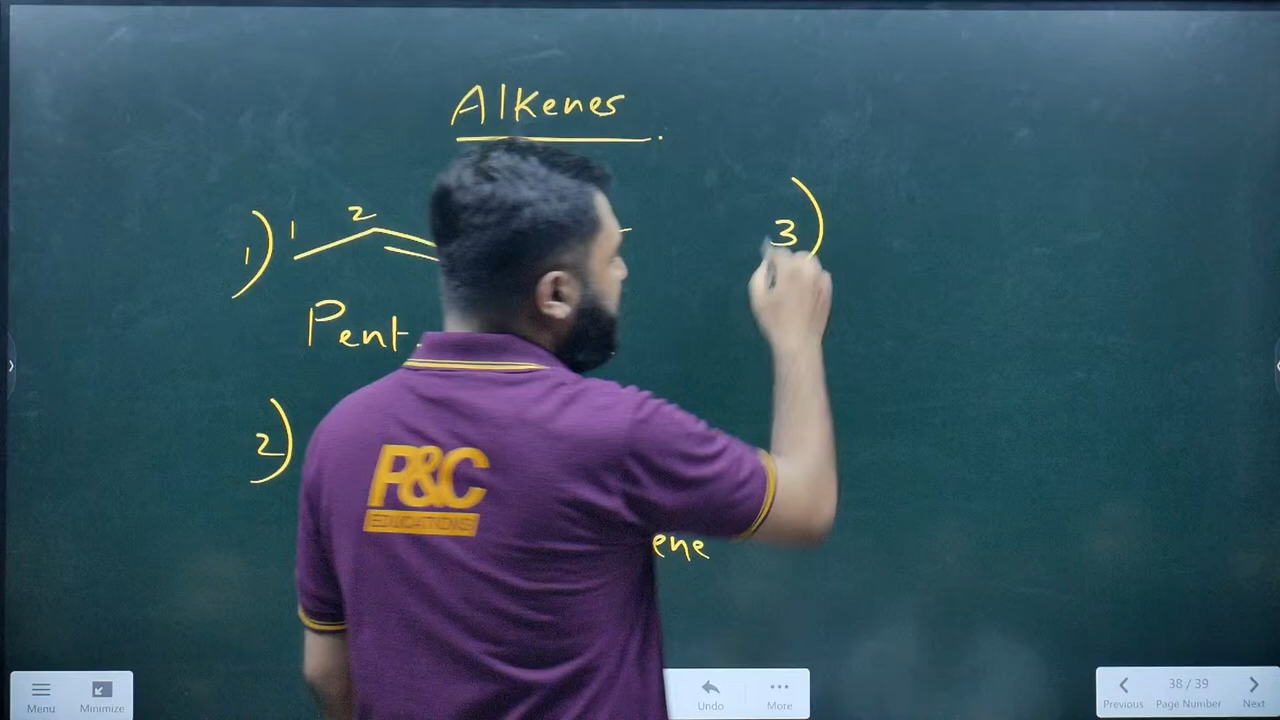 Alkenes
1) 1 2
Pent-
2)
ene
3)
P&C
EDUCATIONS
Menu Minimize Undo More
38 / 39
Previous Page Number Next